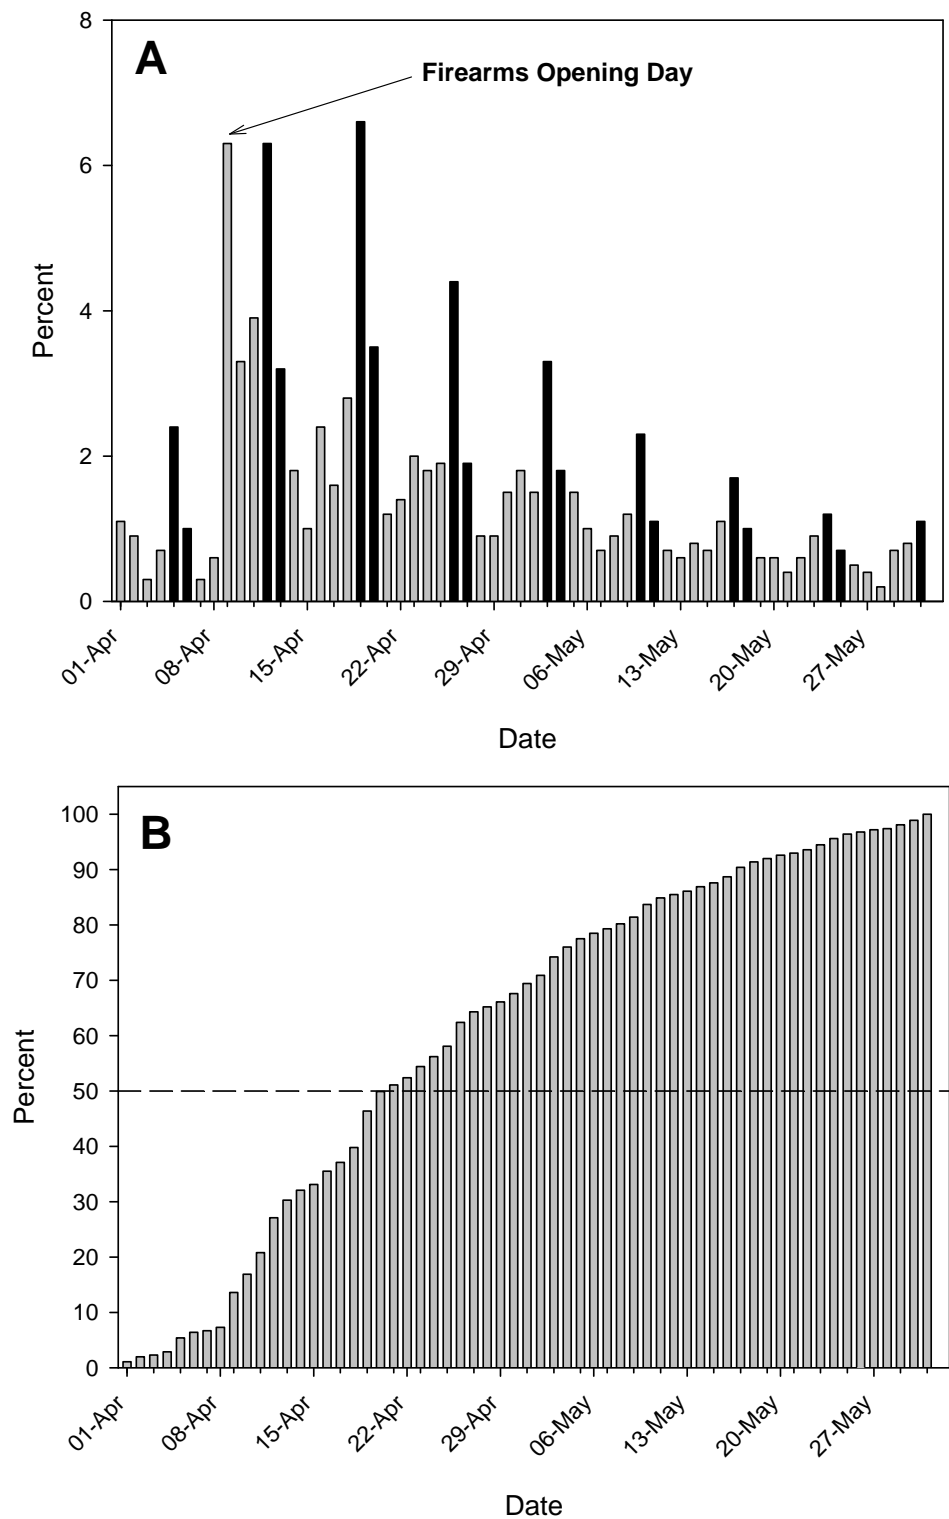 8
A
Firearms Opening Day
6
Percent
4
2
0
01-Apr
08-Apr
15-Apr
22-Apr
29-Apr
06-May
13-May
20-May
27-May
Date
100
B
90
80
70
60
Percent
50
40
30
20
10
0
01-Apr
08-Apr
15-Apr
22-Apr
29-Apr
06-May
13-May
20-May
27-May
Date